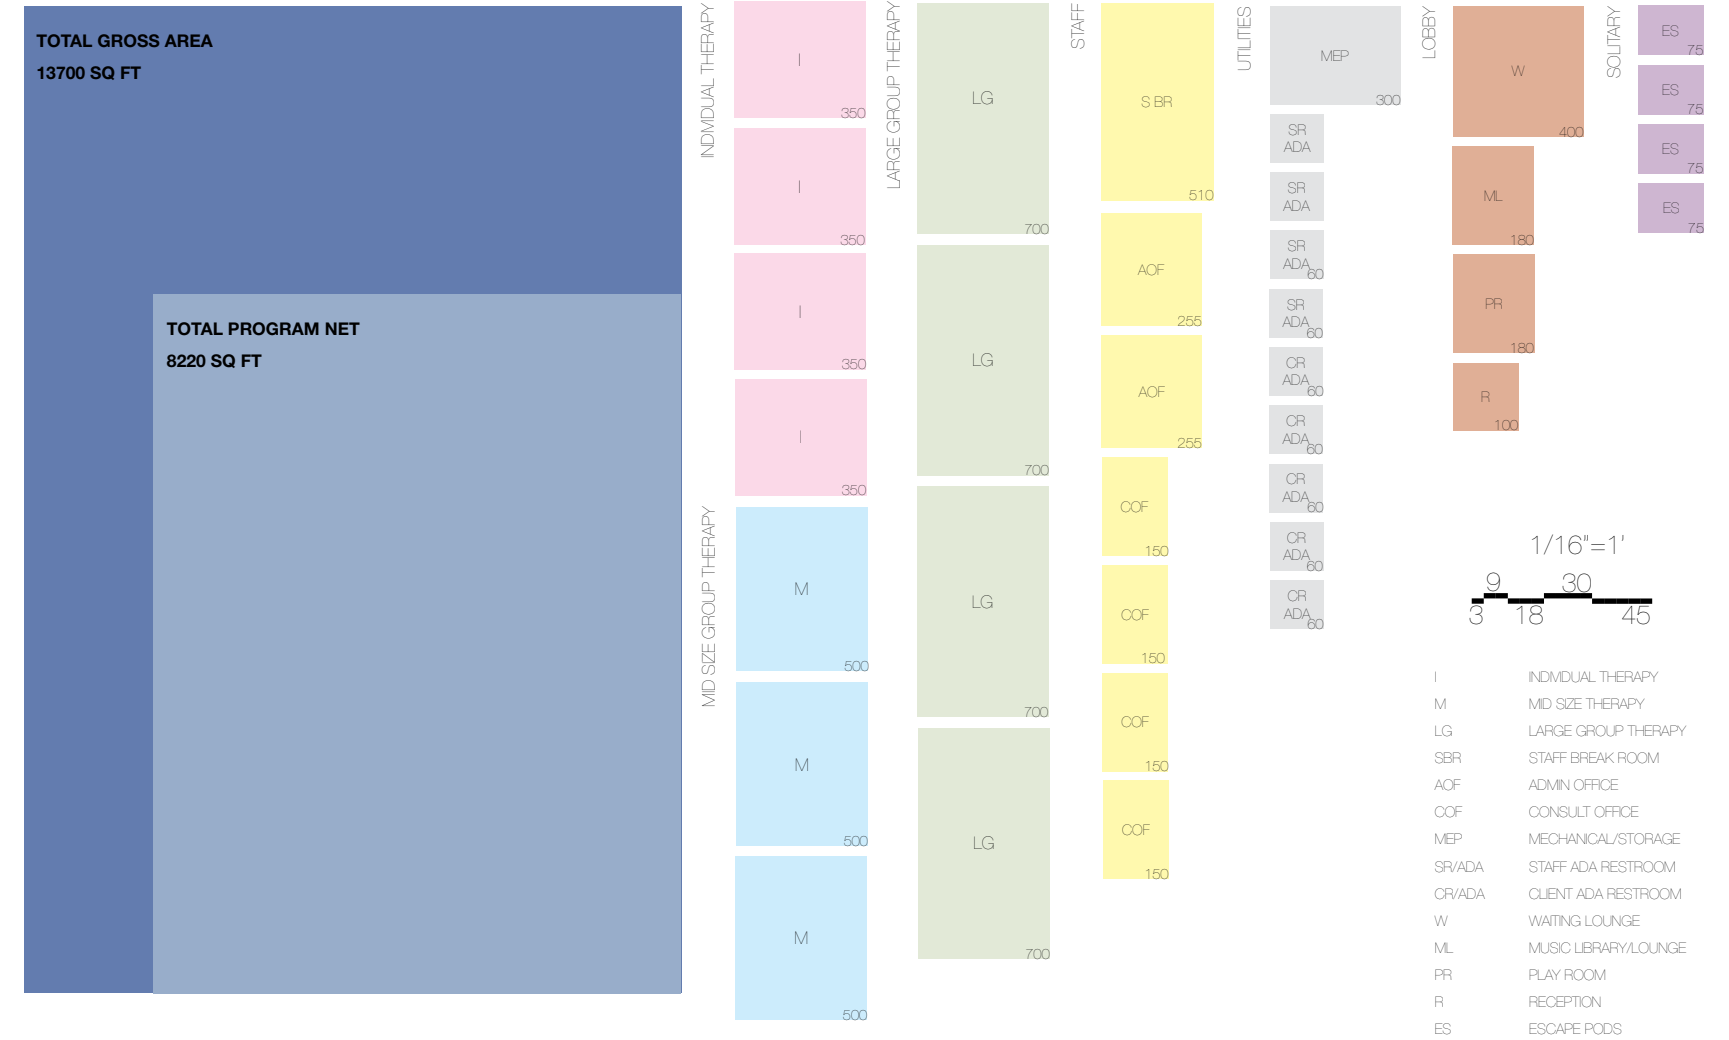 TOTAL GROSS AREA
13700 SQ FT
TOTAL PROGRAM NET
8220 SQ FT
INDIVIDUAL THERAPY
I
350
I
350
I
350
I
350
MID SIZE GROUP THERAPY
M
500
M
500
M
500
LARGE GROUP THERAPY
LG
700
LG
700
LG
700
LG
700
STAFF
S BR
510
AOF
255
AOF
255
COF
150
COF
150
COF
150
COF
150
UTILITIES
MEP
300
SR
ADA
SR
ADA
SR
ADA
60
SR
ADA
60
CR
ADA
60
CR
ADA
60
CR
ADA
60
CR
ADA
60
CR
ADA
60
LOBBY
W
400
ML
180
PR
180
R
100
SOLITARY
ES
75
ES
75
ES
75
ES
75
1/16"=1'
9 30
3 18 45
I INDIVIDUAL THERAPY
M MID SIZE THERAPY
LG LARGE GROUP THERAPY
SBR STAFF BREAK ROOM
AOF ADMIN OFFICE
COF CONSULT OFFICE
MEP MECHANICAL/STORAGE
SR/ADA STAFF ADA RESTROOM
CR/ADA CLIENT ADA RESTROOM
W WAITING LOUNGE
ML MUSIC LIBRARY/LOUNGE
PR PLAY ROOM
R RECEPTION
ES ESCAPE PODS